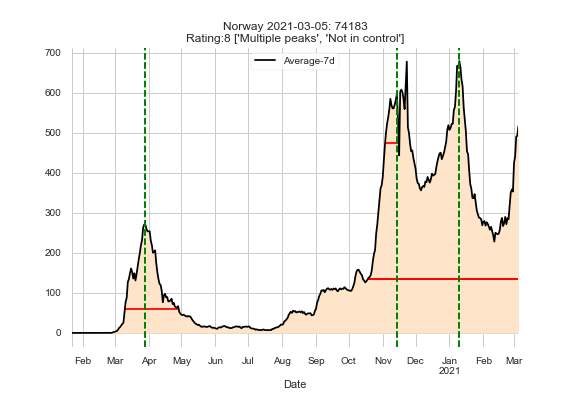 Norway 2021-03-05: 74183
Rating:8 ['Multiple peaks', 'Not in control']
Average-7d
700
600
500
400
300
200
100
0
Feb Mar Apr May Jun Jul Aug Sep Oct Nov Dec Jan Feb Mar
2021
Date